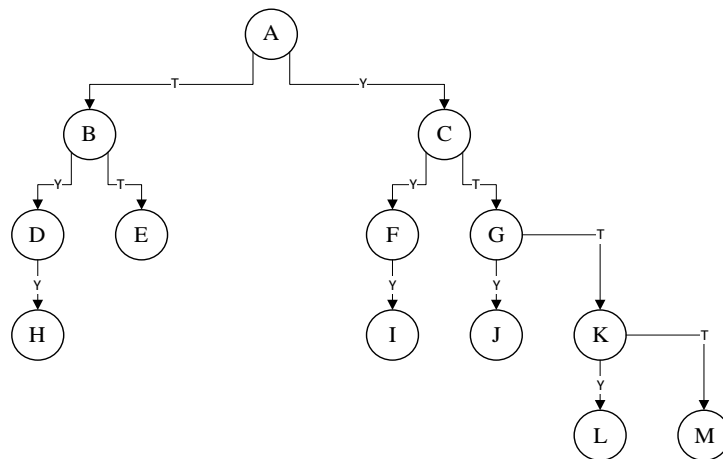 A
T Y
B C
Y T Y T
D E F G T
Y Y Y
H I J K T
Y
L M